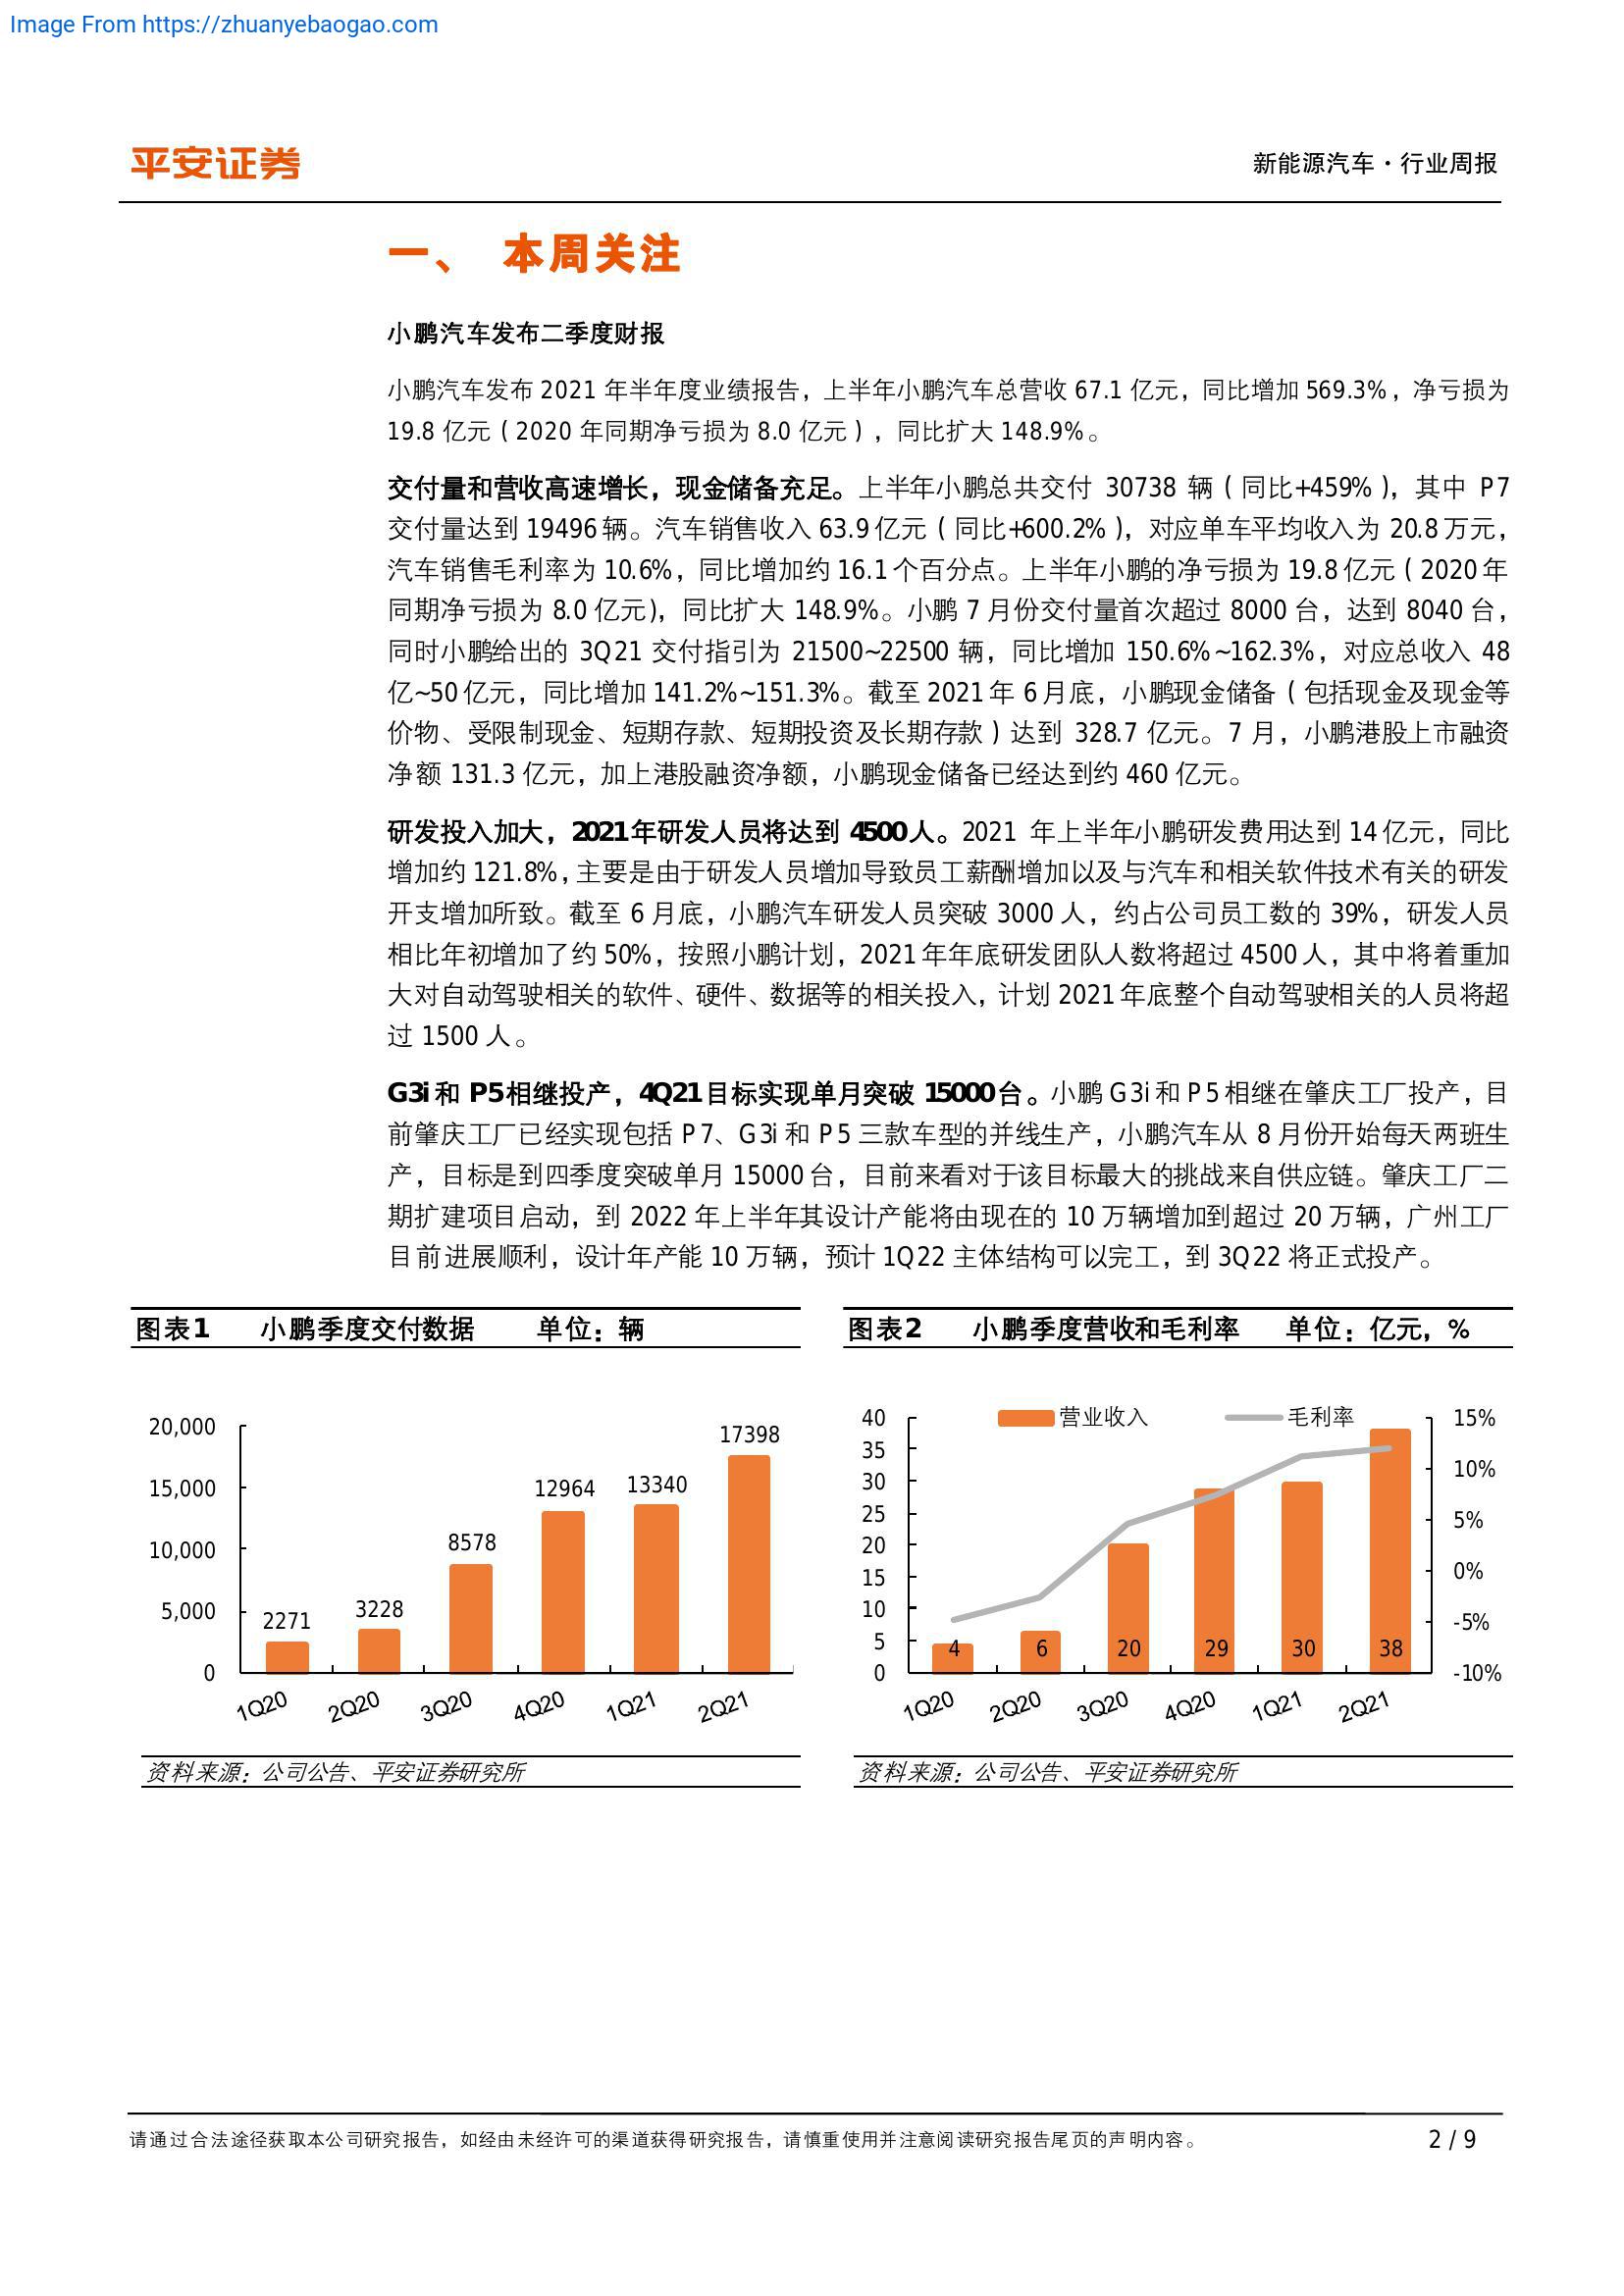 Image From https://zhuanyebaogao.com
平安证券
新能源汽车·行业周报
一、 本周关注
小鹏汽车发布二季度财报
小鹏汽车发布 2021 年半年度业绩报告，上半年小鹏汽车总营收 67.1 亿元，同比增加 569.3%，净亏损为
19.8 亿元（2020 年同期净亏损为 8.0 亿元），同比扩大 148.9%。
交付量和营收高速增长，现金储备充足。上半年小鹏总共交付 30738 辆（同比+459%），其中 P7
交付量达到 19496 辆。汽车销售收入 63.9 亿元（同比+600.2%），对应单车平均收入为 20.8 万元，
汽车销售毛利率为 10.6%，同比增加约 16.1 个百分点。上半年小鹏的净亏损为 19.8 亿元（2020 年
同期净亏损为 8.0 亿元），同比扩大 148.9%。小鹏 7 月份交付量首次超过 8000 台，达到 8040 台，
同时小鹏给出的 3Q21 交付指引为 21500~22500 辆，同比增加 150.6%~162.3%，对应总收入 48
亿~50 亿元，同比增加 141.2%~151.3%。截至 2021 年 6 月底，小鹏现金储备（包括现金及现金等
价物、受限制现金、短期存款、短期投资及长期存款）达到 328.7 亿元。7 月，小鹏港股上市融资
净额 131.3 亿元，加上港股融资净额，小鹏现金储备已经达到约 460 亿元。
研发投入加大，2021 年研发人员将达到 4500 人。2021 年上半年小鹏研发费用达到 14 亿元，同比
增加约 121.8%，主要是由于研发人员增加导致员工薪酬增加以及与汽车和相关软件技术有关的研发
开支增加所致。截至 6 月底，小鹏汽车研发人员突破 3000 人，约占公司员工数的 39%，研发人员
相比年初增加了约 50%，按照小鹏计划，2021 年年底研发团队人数将超过 4500 人，其中将着重加
大对自动驾驶相关的软件、硬件、数据等的相关投入，计划 2021 年底整个自动驾驶相关的人员将超
过 1500 人。
G3i 和 P5 相继投产，4Q21 目标实现单月突破 15000 台。小鹏 G3i 和 P5 相继在肇庆工厂投产，目
前肇庆工厂已经实现包括 P7、G3i 和 P5 三款车型的并线生产，小鹏汽车从 8 月份开始每天两班生
产，目标是到四季度突破单月 15000 台，目前来看对于该目标最大的挑战来自供应链。肇庆工厂二
期扩建项目启动，到 2022 年上半年其设计产能将由现在的 10 万辆增加到超过 20 万辆，广州工厂
目前进展顺利，设计年产能 10 万辆，预计 1Q22 主体结构可以完工，到 3Q22 将正式投产。
图表1 小鹏季度交付数据 单位：辆
20,000
15,000
10,000
5,000
0
2271
3228
8578
12964
13340
17398
1Q20
2Q20
3Q20
4Q20
1Q21
2Q21
资料来源：公司公告、平安证券研究所
图表2 小鹏季度营收和毛利率 单位：亿元，%
营业收入
毛利率
40
35
30
25
20
15
10
5
0
4
6
20
29
30
38
15%
10%
5%
0%
-5%
-10%
1Q20
2Q20
3Q20
4Q20
1Q21
2Q21
资料来源：公司公告、平安证券研究所
请通过合法途径获取本公司研究报告，如经由未经许可的渠道获得研究报告，请慎重使用并注意阅读研究报告尾页的声明内容。
2 / 9